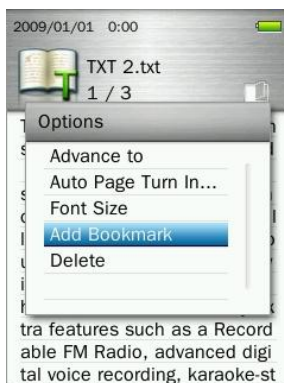 2009/01/01 0:00
TXT 2.txt
1 / 3
Options
Advance to
Auto Page Turn In...
Font Size
Add Bookmark
Delete
tra features such as a Record
able FM Radio, advanced digi
tal voice recording, karaoke-st